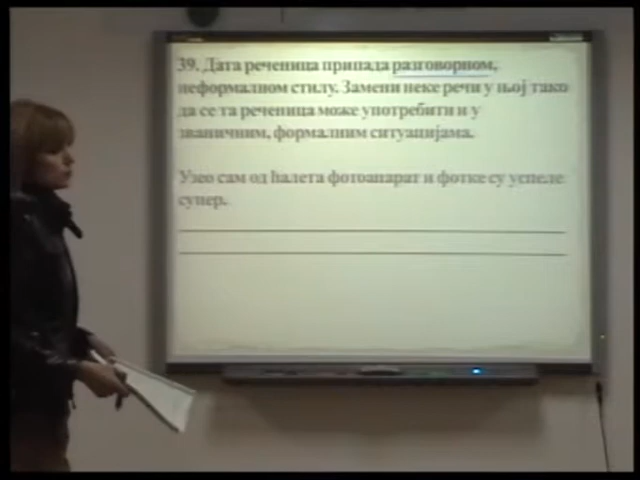 39. Дата реченица припада разговорном,
неформалном стилу. Замени неке речи у њој тако
да се та реченица може употребити и у
званичним, формалним ситуацијама.
Узео сам од ћалета фотоапарат и фотке су успеле
супер.